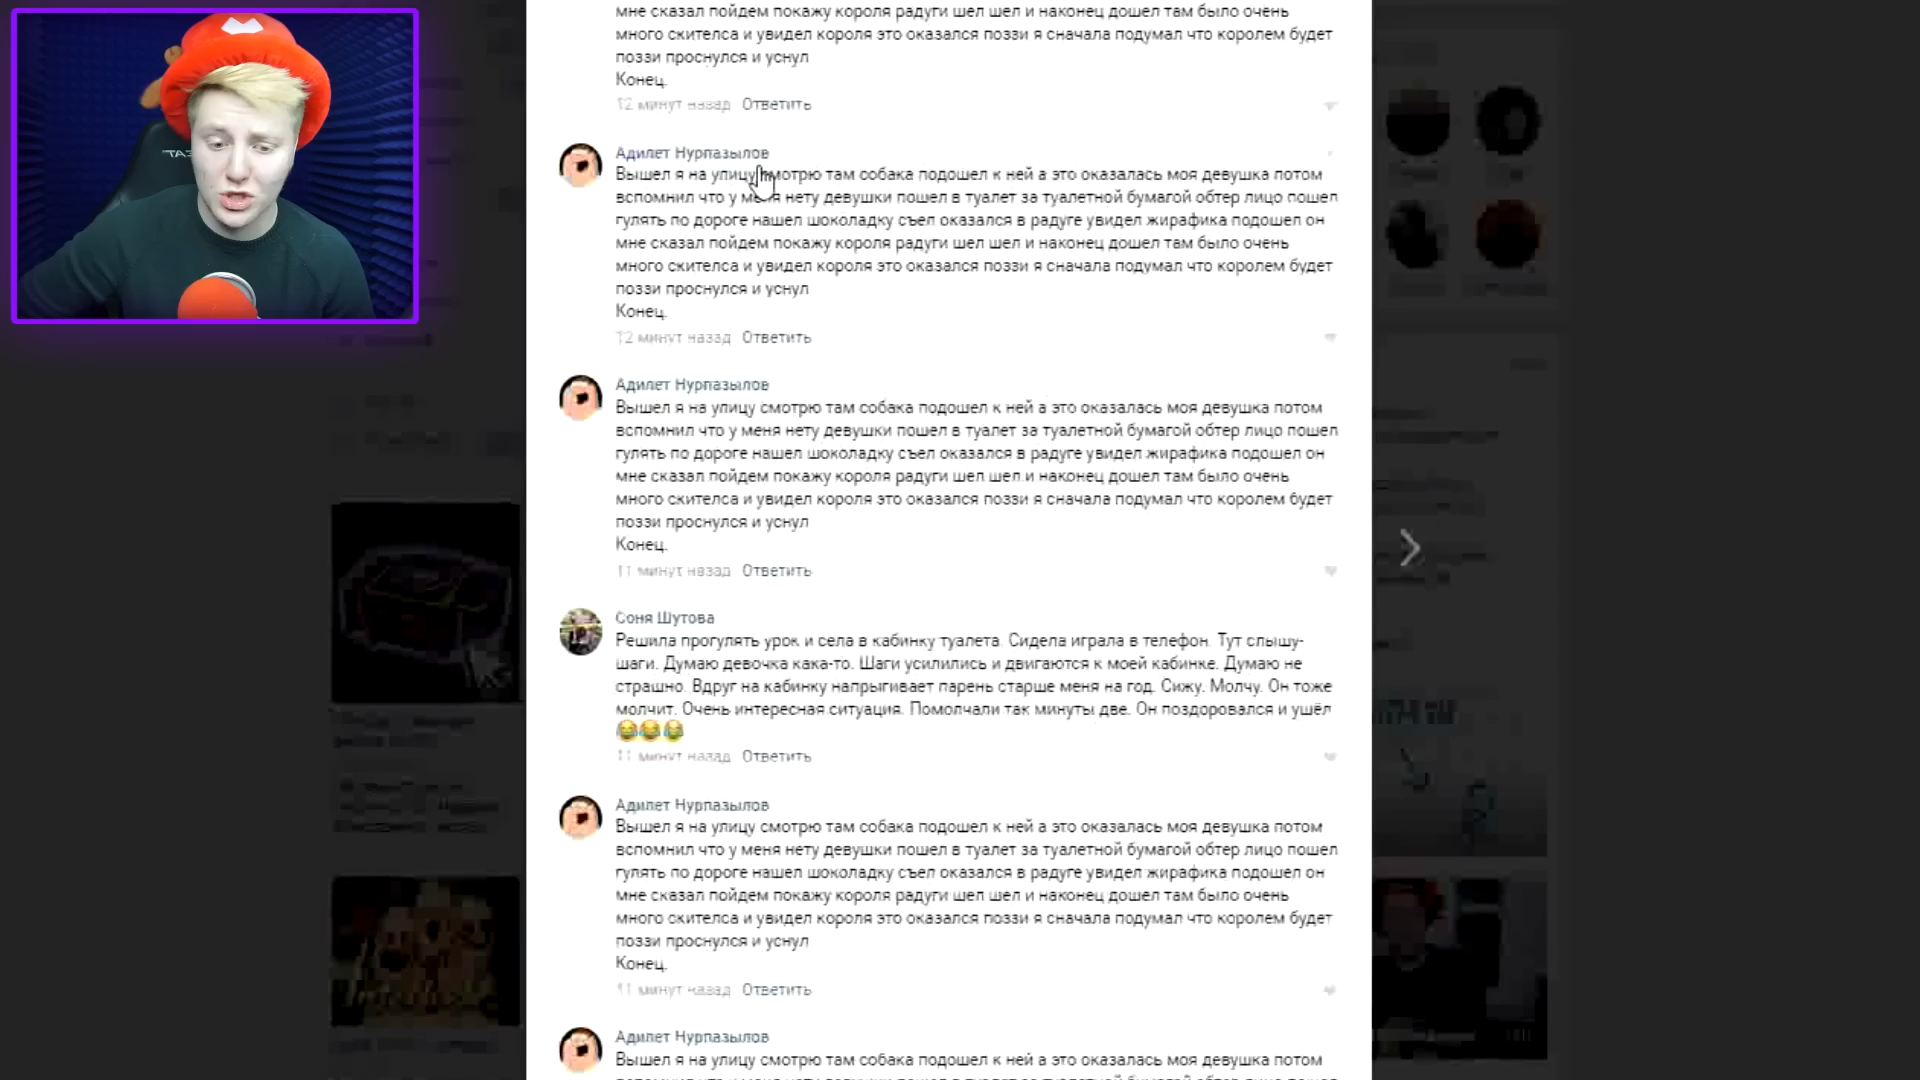 мне сказал пойдем покажу короля радуги шел шел и наконец дошел там было очень
много скителса и увидел короля это оказался поззи я сначала подумал что королем будет
поззи проснулся и уснул
Конец.
12 минут назад Ответить
Адилет Нурпазылов
Вышел я на улицу смотрю там собака подошел к ней а это оказалась моя девушка потом
вспомнил что у меня нету девушки пошел в туалет за туалетной бумагой обтер лицо пошел
гулять по дороге нашел шоколадку съел оказался в радуге увидел жирафика подошел он
мне сказал пойдем покажу короля радуги шел шел и наконец дошел там было очень
много скителса и увидел короля это оказался поззи я сначала подумал что королем будет
поззи проснулся и уснул
Конец.
12 минут назад Ответить
Адилет Нурпазылов
Вышел я на улицу смотрю там собака подошел к ней а это оказалась моя девушка потом
вспомнил что у меня нету девушки пошел в туалет за туалетной бумагой обтер лицо пошел
гулять по дороге нашел шоколадку съел оказался в радуге увидел жирафика подошел он
мне сказал пойдем покажу короля радуги шел шел и наконец дошел там было очень
много скителса и увидел короля это оказался поззи я сначала подумал что королем будет
поззи проснулся и уснул
Конец.
11 минут назад Ответить
Соня Шутова
Решила прогулять урок и села в кабинку туалета. Сидела играла в телефон. Тут слышу-
шаги. Думаю девочка кака-то. Шаги усилились и двигаются к моей кабинке. Думаю не
страшно. Вдруг на кабинку напрыгивает парень старше меня на год. Сижу. Молчу. Он тоже
молчит. Очень интересная ситуация. Помолчали так минуты две. Он поздоровался и ушёл
😂😂😂
11 минут назад Ответить
Адилет Нурпазылов
Вышел я на улицу смотрю там собака подошел к ней а это оказалась моя девушка потом
вспомнил что у меня нету девушки пошел в туалет за туалетной бумагой обтер лицо пошел
гулять по дороге нашел шоколадку съел оказался в радуге увидел жирафика подошел он
мне сказал пойдем покажу короля радуги шел шел и наконец дошел там было очень
много скителса и увидел короля это оказался поззи я сначала подумал что королем будет
поззи проснулся и уснул
Конец.
11 минут назад Ответить
Адилет Нурпазылов
Вышел я на улицу смотрю там собака подошел к ней а это оказалась моя девушка потом